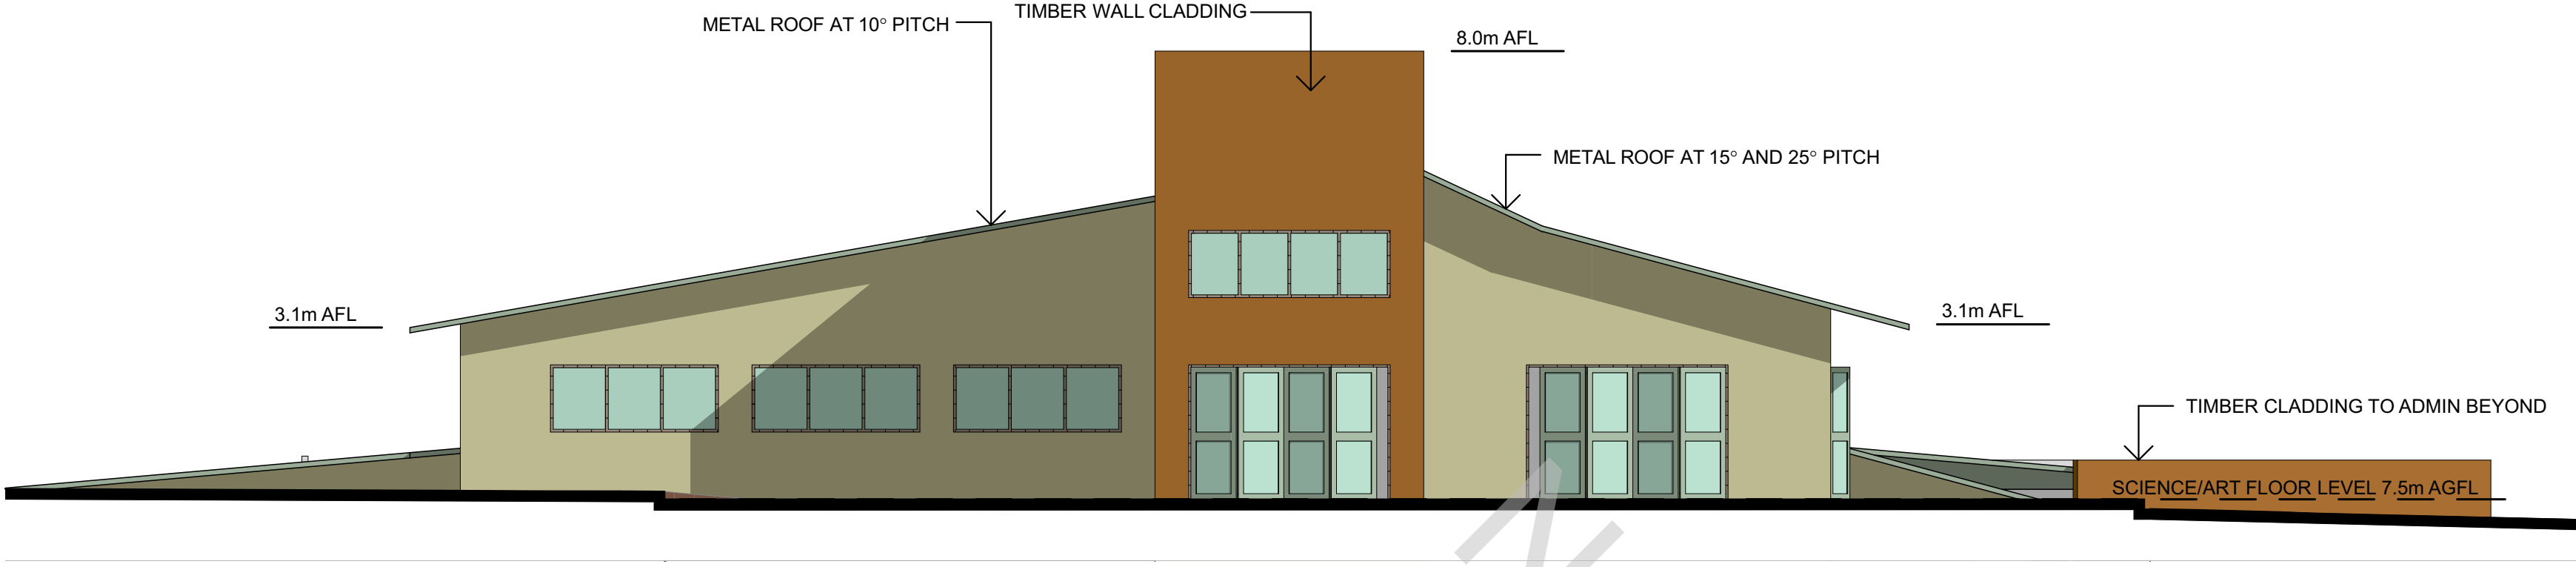 TIMBER WALL CLADDING
METAL ROOF AT 10° PITCH
8.0m AFL
METAL ROOF AT 15° AND 25° PITCH
3.1m AFL
3.1m AFL
TIMBER CLADDING TO ADMIN BEYOND
SCIENCE/ART FLOOR LEVEL 7.5m AGFL